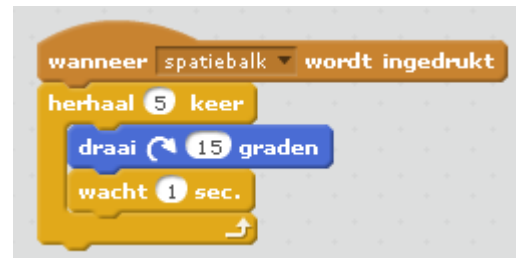 wanneer spatiebalk wordt ingedrukt
herhaal 5 keer
draai 15 graden
wacht 1 sec.